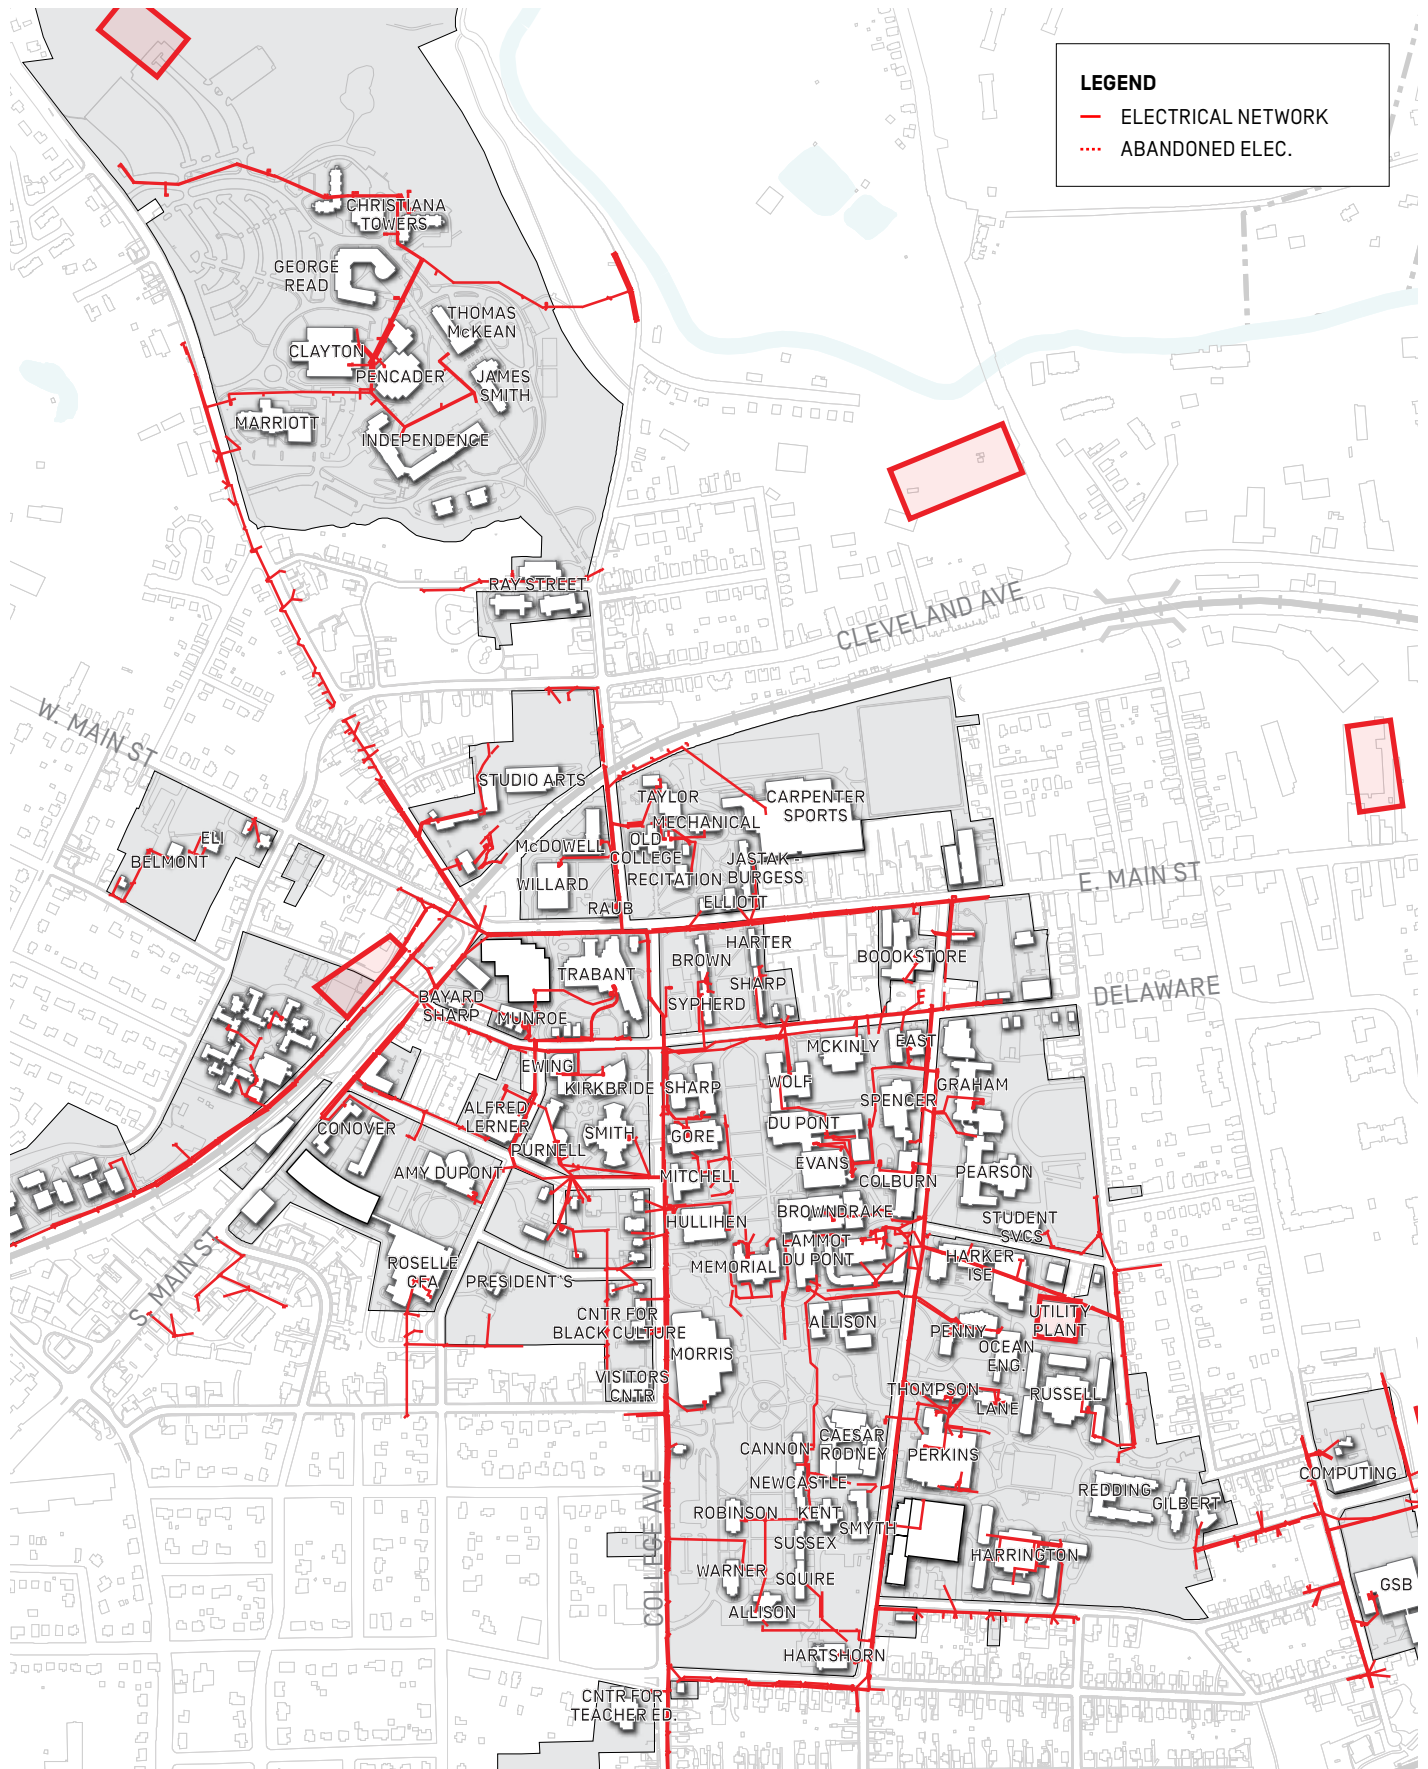 LEGEND
ELECTRICAL NETWORK
ABANDONED ELEC.
CHRISTIANA
TOWERS
GEORGE
READ
THOMAS
McKEAN
CLAYTON
PENCADER
JAMES
SMITH
MARRIOTT
INDEPENDENCE
RAY STREET
CLEVELAND AVE
W. MAIN ST
STUDIO ARTS
TAYLOR
CARPENTER
SPORTS
MECHANICAL
ELI
BELMONT
McDOWELL
OLD
COLLEGE
JASTAK -
BURGESS
RECITATION
WILLARD
E. MAIN ST
RAUB
ELLIOTT
HARTER
BROWN
BOOOKSTORE
TRABANT
SHARP
DELAWARE
BAYARD
SHARP
MUNROE
SYPHERD
MCKINLY
EAST
EWING
KIRKBRIDE
SHARP
WOLF
GRAHAM
SPENCER
ALFRED
LERNER
CONOVER
SMITH
GORE
DU PONT
PURNELL
AMY DUPONT
MITCHELL
EVANS
COLBURN
PEARSON
BROWN
DRAKE
STUDENT
SVCS
HULLIHEN
LAMMOT
DU PONT
S. MAIN ST
ROSELLE
CFA
PRESIDENT'S
MEMORIAL
HARKER
ISE
CNTR FOR
BLACK CULTURE
ALLISON
UTILITY
PLANT
PENNY
OCEAN
ENG.
MORRIS
VISITORS
CNTR
THOMPSON
LANE
RUSSELL
CAESAR
RODNEY
CANNON
PERKINS
COMPUTING
NEWCASTLE
REDDING
GILBERT
ROBINSON
KENT
SMYTH
SUSSEX
COLLEGE AVE
HARRINGTON
WARNER
SQUIRE
GSB
ALLISON
HARTSHORN
CNTR FOR
TEACHER ED.